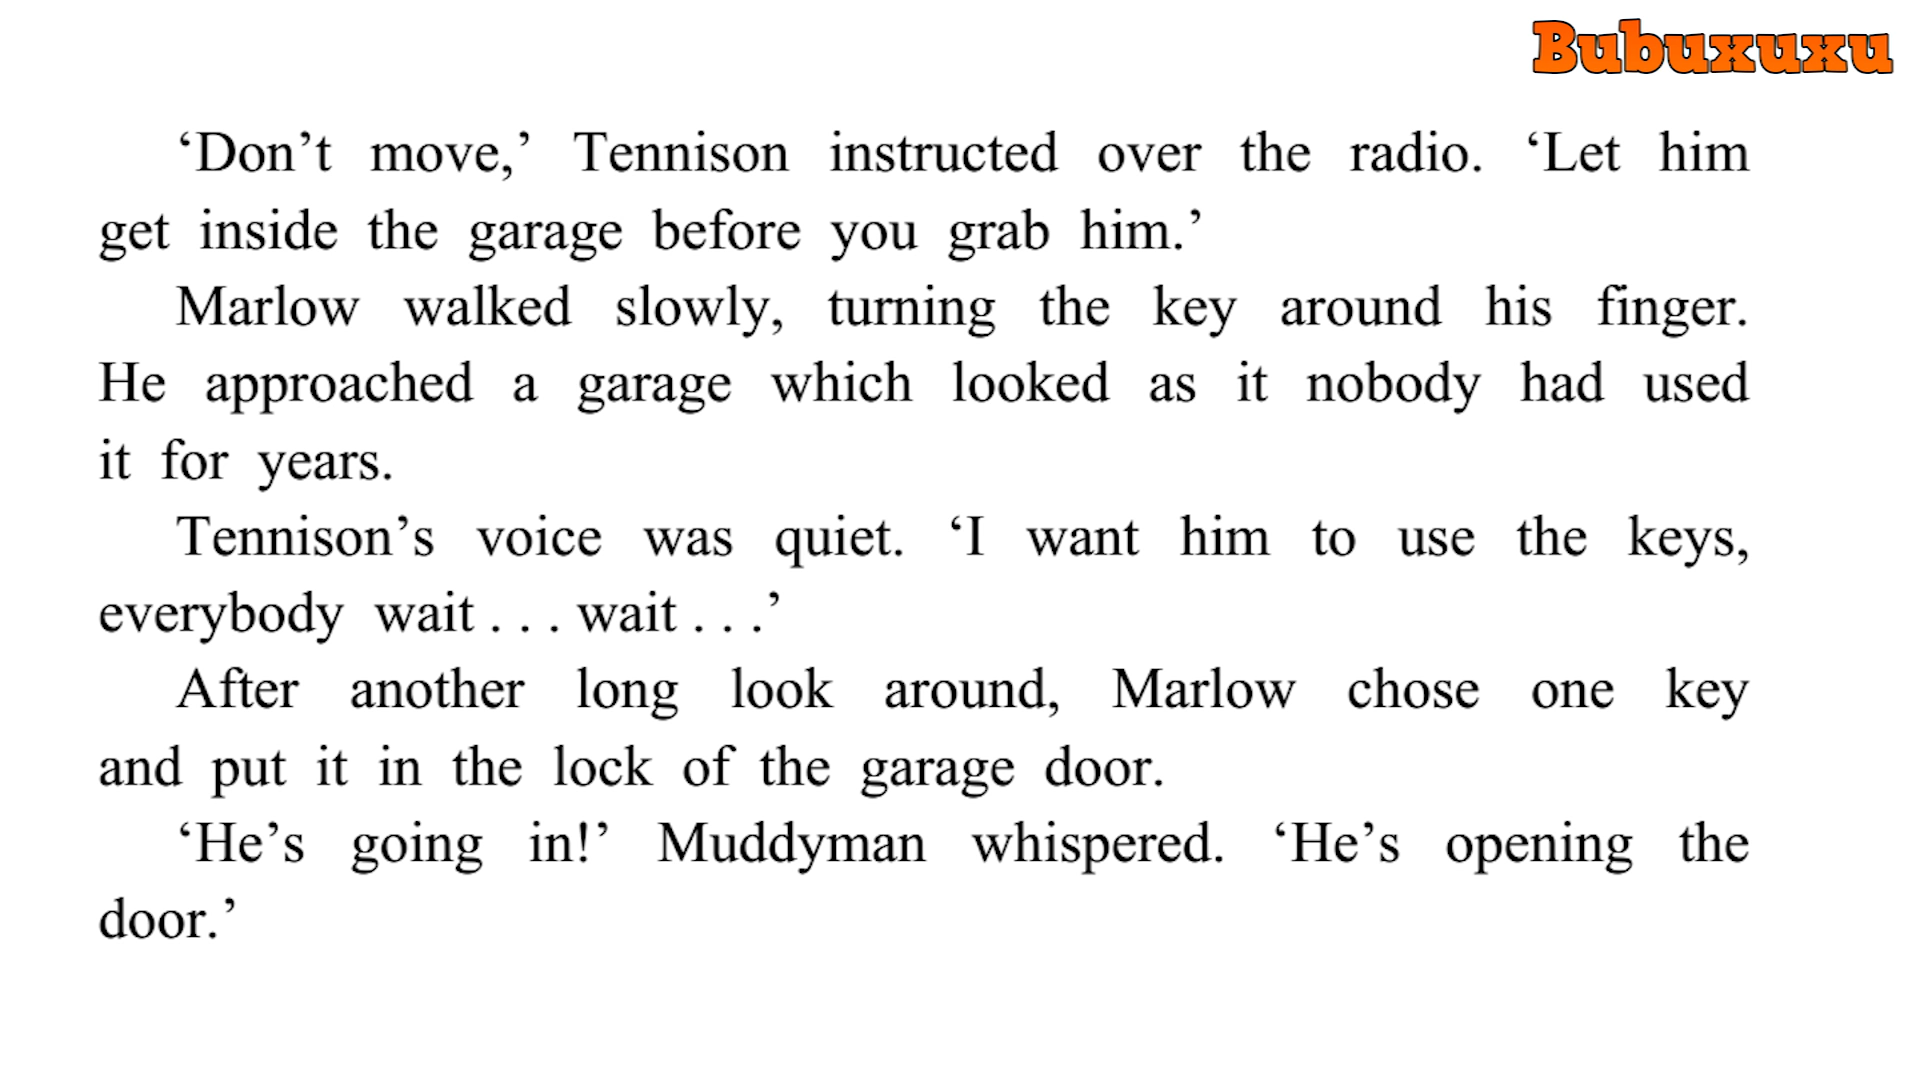 Bubuxuxu
‘Don’t move,’ Tennison instructed over the radio. ‘Let him
get inside the garage before you grab him.’
Marlow walked slowly, turning the key around his finger.
He approached a garage which looked as it nobody had used
it for years.
Tennison’s voice was quiet. ‘I want him to use the keys,
everybody wait . . . wait . . .’
After another long look around, Marlow chose one key
and put it in the lock of the garage door.
‘He’s going in!’ Muddyman whispered. ‘He’s opening the
door.’